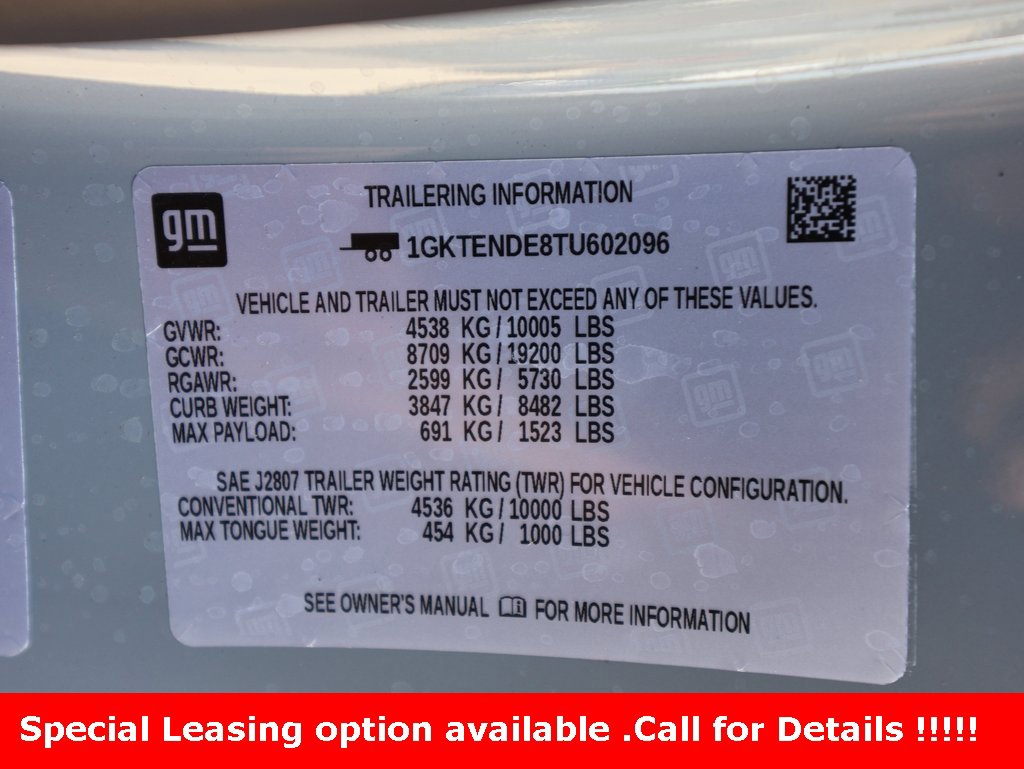 gm
TRAILERING INFORMATION
1GKTENDE8TU602096
VEHICLE AND TRAILER MUST NOT EXCEED ANY OF THESE VALUES.
GVWR: 4538 KG/ 10005 LBS
GCWR: 8709 KG/ 19200 LBS
RGAWR: 2599 KG/ 5730 LBS
CURB WEIGHT: 3847 KG/ 8482 LBS
MAX PAYLOAD: 691 KG/ 1523 LBS
SAE J2807 TRAILER WEIGHT RATING (TWR) FOR VEHICLE CONFIGURATION.
CONVENTIONAL TWR: 4536 KG/ 10000 LBS
MAX TONGUE WEIGHT: 454 KG/ 1000 LBS
SEE OWNER'S MANUAL FOR MORE INFORMATION
Special Leasing option available .Call for Details !!!!!